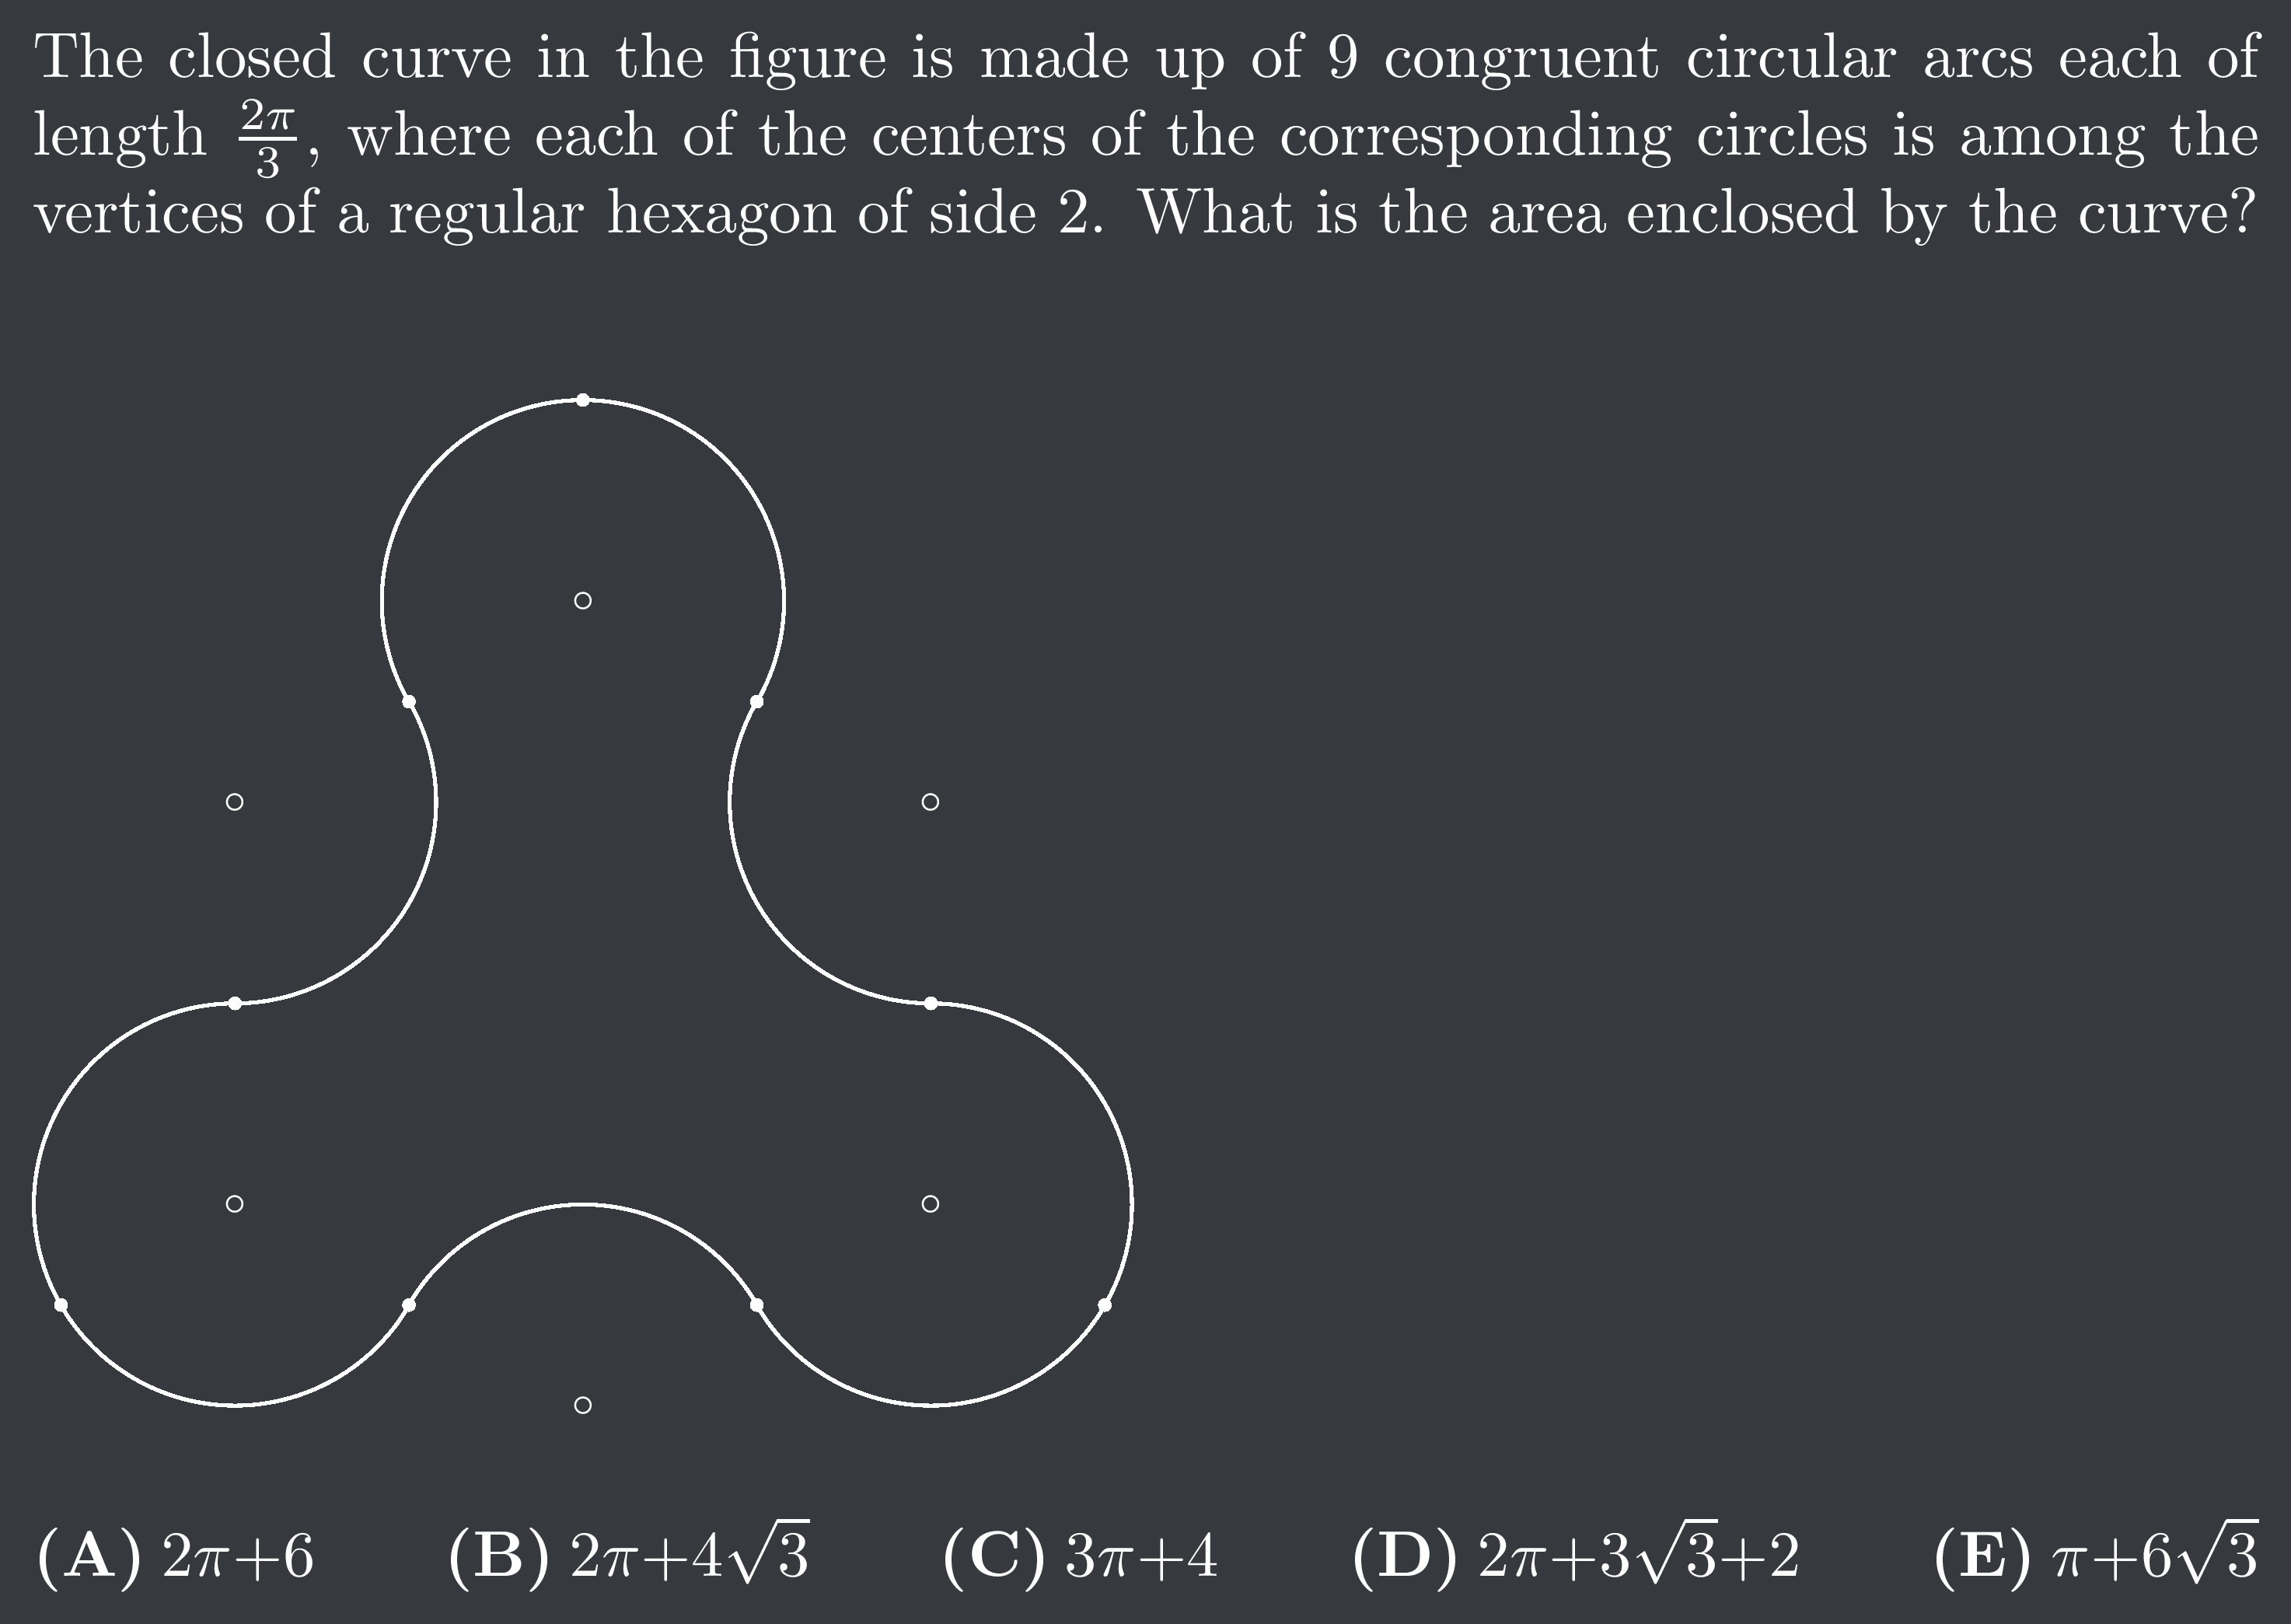 The closed curve in the figure is made up of 9 congruent circular arcs each of
length $\frac{2\pi}{3}$, where each of the centers of the corresponding circles is among the
vertices of a regular hexagon of side 2. What is the area enclosed by the curve?
(A) $2\pi+6$ (B) $2\pi+4\sqrt{3}$ (C) $3\pi+4$ (D) $2\pi+3\sqrt{3}+2$ (E) $\pi+6\sqrt{3}$